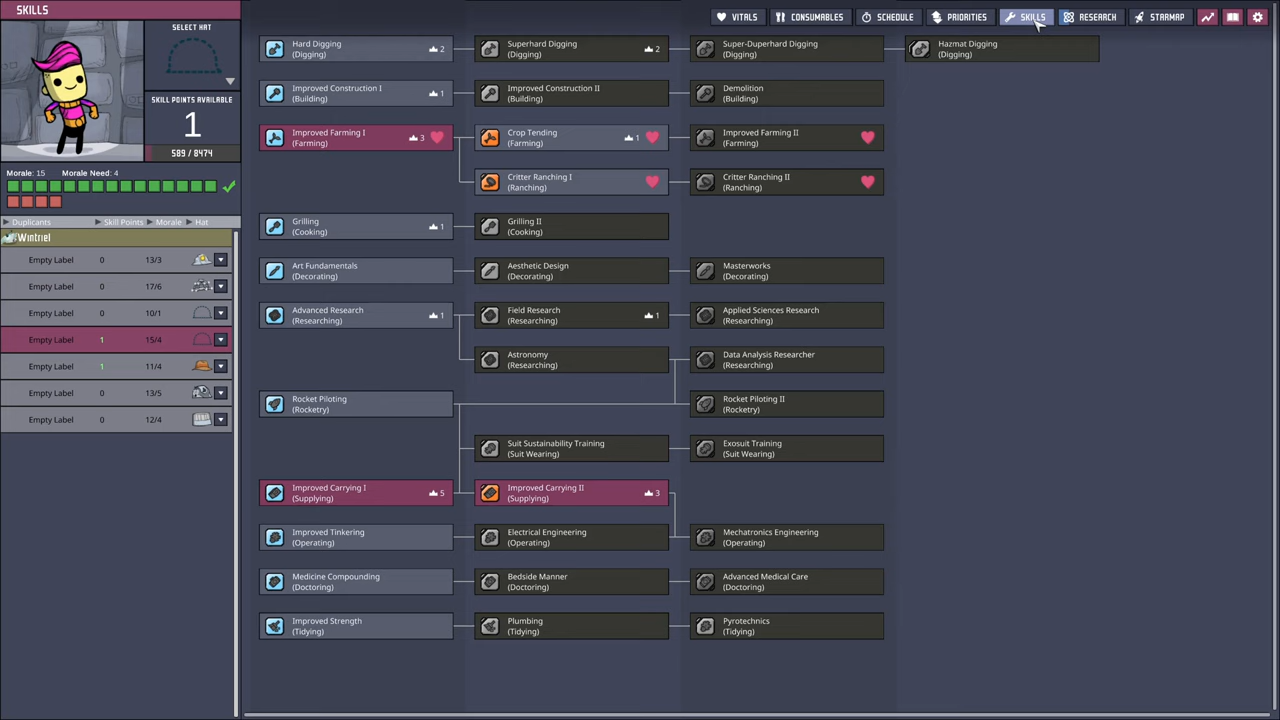 SKILLS
VITALS
CONSUMABLES
SCHEDULE
PRIORITIES
SKILLS
RESEARCH
STARMAP
SELECT HAT
SKILL POINTS AVAILABLE
1
589 / 8474
Morale: 15 Morale Need: 4
Duplicants Skill Points Morale Hat
Wintriel
Empty Label 0 13/3
Empty Label 0 17/6
Empty Label 0 10/1
Empty Label 1 15/4
Empty Label 1 11/4
Empty Label 0 13/5
Empty Label 0 12/4
Hard Digging
(Digging)
2
Superhard Digging
(Digging)
2
Super-Duperhard Digging
(Digging)
Hazmat Digging
(Digging)
Improved Construction I
(Building)
1
Improved Construction II
(Building)
Demolition
(Building)
Improved Farming I
(Farming)
3
Crop Tending
(Farming)
1
Improved Farming II
(Farming)
Critter Ranching I
(Ranching)
Critter Ranching II
(Ranching)
Grilling
(Cooking)
1
Grilling II
(Cooking)
Art Fundamentals
(Decorating)
Aesthetic Design
(Decorating)
Masterworks
(Decorating)
Advanced Research
(Researching)
1
Field Research
(Researching)
1
Applied Sciences Research
(Researching)
Astronomy
(Researching)
Data Analysis Researcher
(Researching)
Rocket Piloting
(Rocketry)
Rocket Piloting II
(Rocketry)
Suit Sustainability Training
(Suit Wearing)
Exosuit Training
(Suit Wearing)
Improved Carrying I
(Supplying)
5
Improved Carrying II
(Supplying)
3
Improved Tinkering
(Operating)
Electrical Engineering
(Operating)
Mechatronics Engineering
(Operating)
Medicine Compounding
(Doctoring)
Bedside Manner
(Doctoring)
Advanced Medical Care
(Doctoring)
Improved Strength
(Tidying)
Plumbing
(Tidying)
Pyrotechnics
(Tidying)